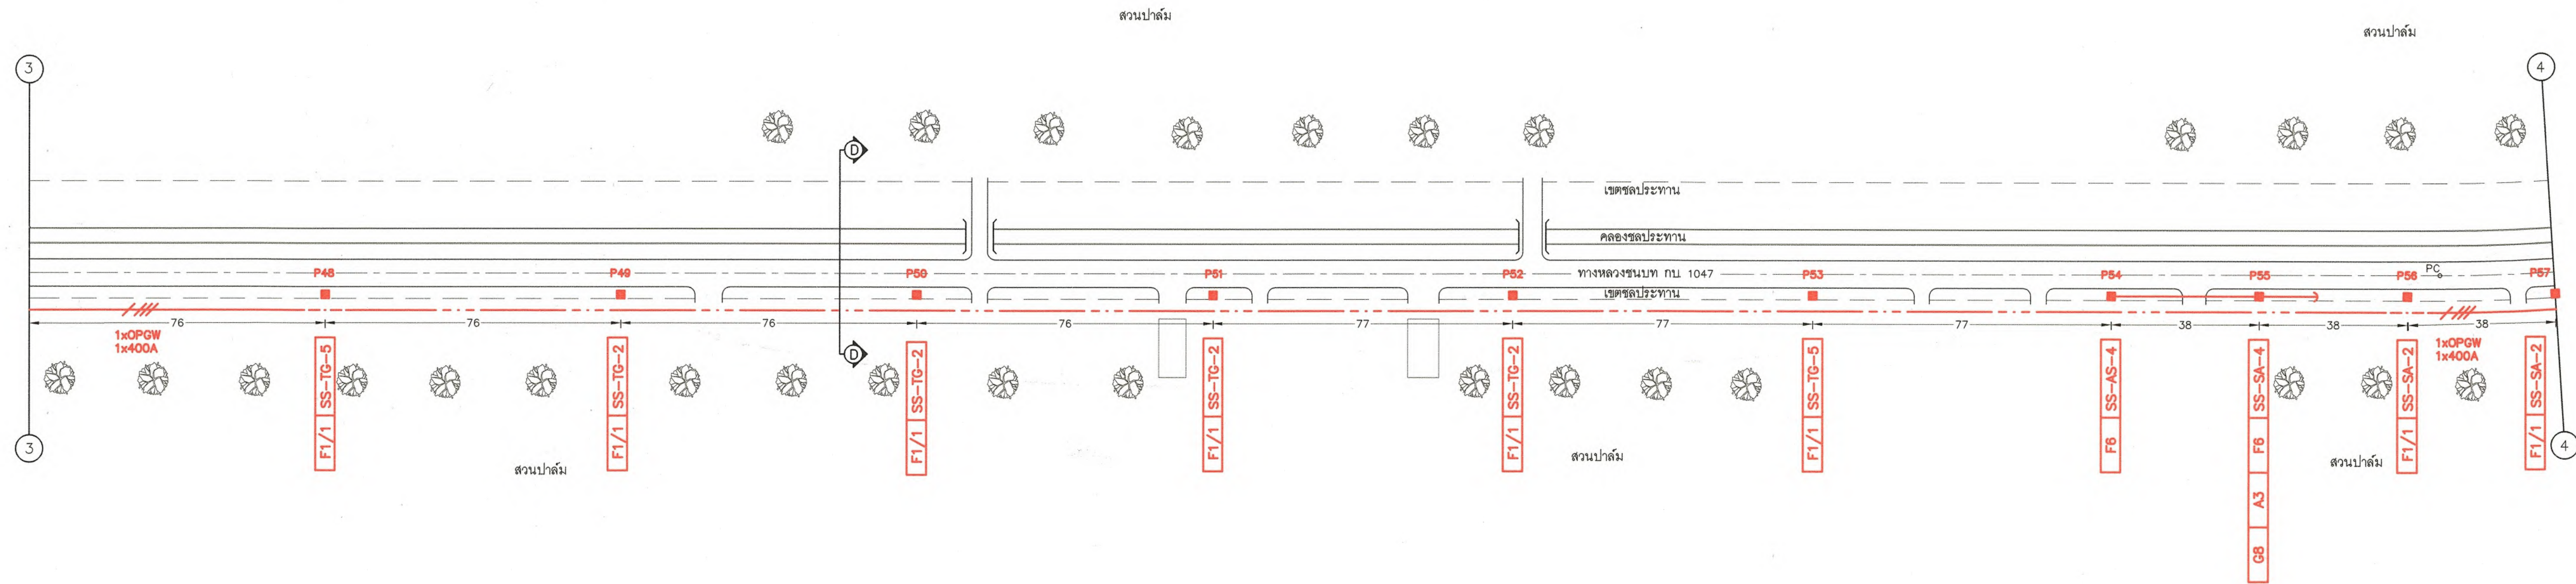 สวนปาล์ม
สวนปาล์ม
3
4
D
เขตชลประทาน
คลองชลประทาน
P48
P49
P50
P51
P52
ทางหลวงชนบท กบ. 1047
P53
P54
P55
P56
PC
P57
เขตชลประทาน
76
76
76
76
77
77
77
38
38
38
1xOPGW
1x400A
1xOPGW
1x400A
D
F1/1 SS-TG-5
F1/1 SS-TG-2
F1/1 SS-TG-2
F1/1 SS-TG-2
F1/1 SS-TG-2
F1/1 SS-TG-5
F6 SS-AS-4
G8 A3 F6 SS-SA-4
F1/1 SS-SA-2
F1/1 SS-SA-2
3
4
สวนปาล์ม
สวนปาล์ม
สวนปาล์ม